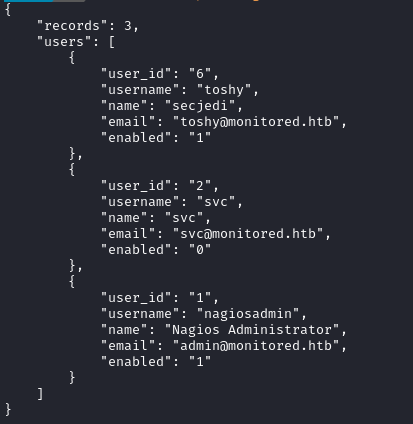 {
    "records": 3,
    "users": [
        {
            "user_id": "6",
            "username": "toshy",
            "name": "secjedi",
            "email": "toshy@monitored.htb",
            "enabled": "1"
        },
        {
            "user_id": "2",
            "username": "svc",
            "name": "svc",
            "email": "svc@monitored.htb",
            "enabled": "0"
        },
        {
            "user_id": "1",
            "username": "nagiosadmin",
            "name": "Nagios Administrator",
            "email": "admin@monitored.htb",
            "enabled": "1"
        }
    ]
}